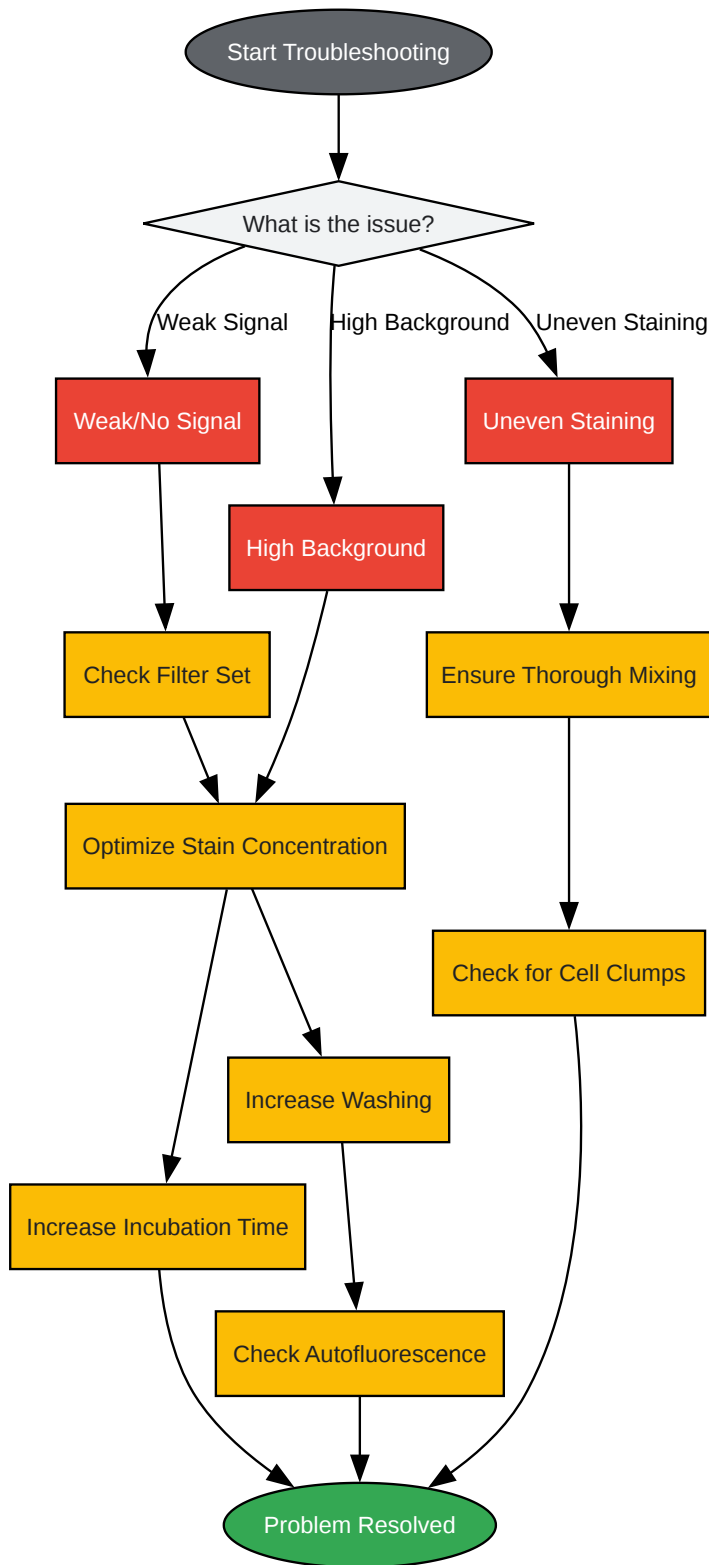 Start Troubleshooting
What is the issue?
Weak Signal
High Background
Uneven Staining
Weak/No Signal
Uneven Staining
High Background
Check Filter Set
Ensure Thorough Mixing
Optimize Stain Concentration
Check for Cell Clumps
Increase Washing
Increase Incubation Time
Check Autofluorescence
Problem Resolved